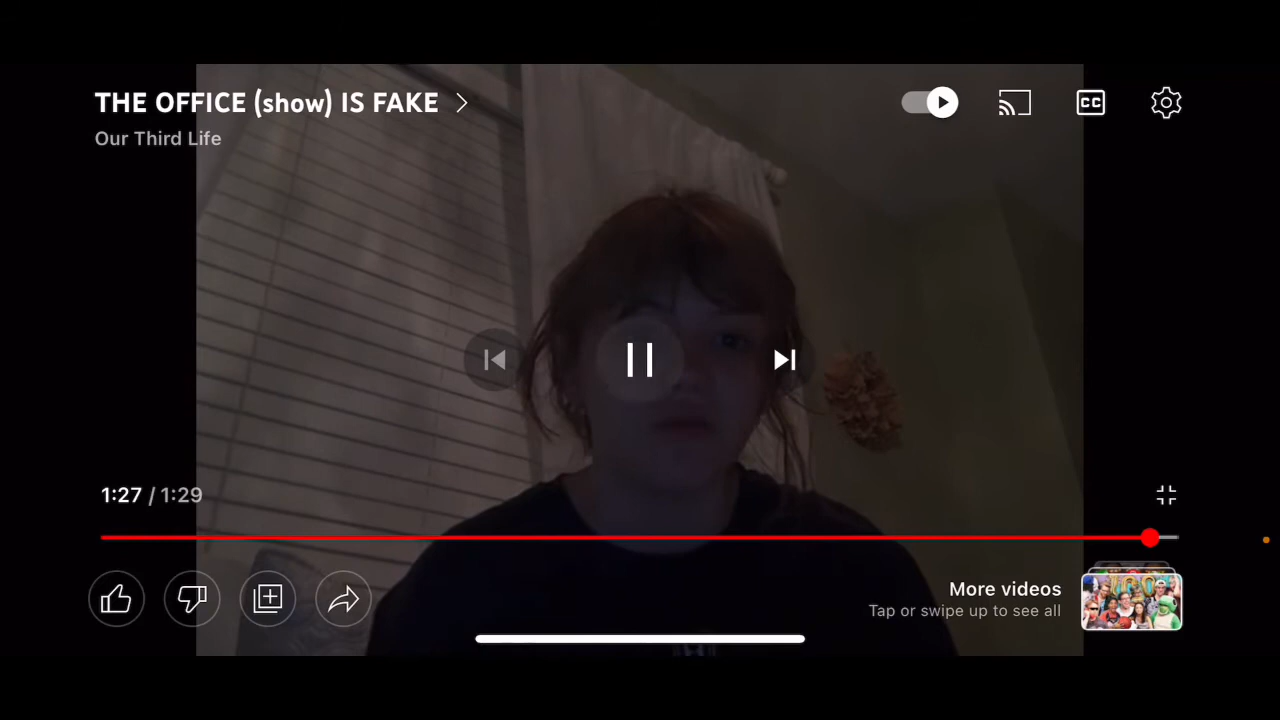 THE OFFICE (show) IS FAKE
Our Third Life
CC
1:27 / 1:29
More videos
Tap or swipe up to see all